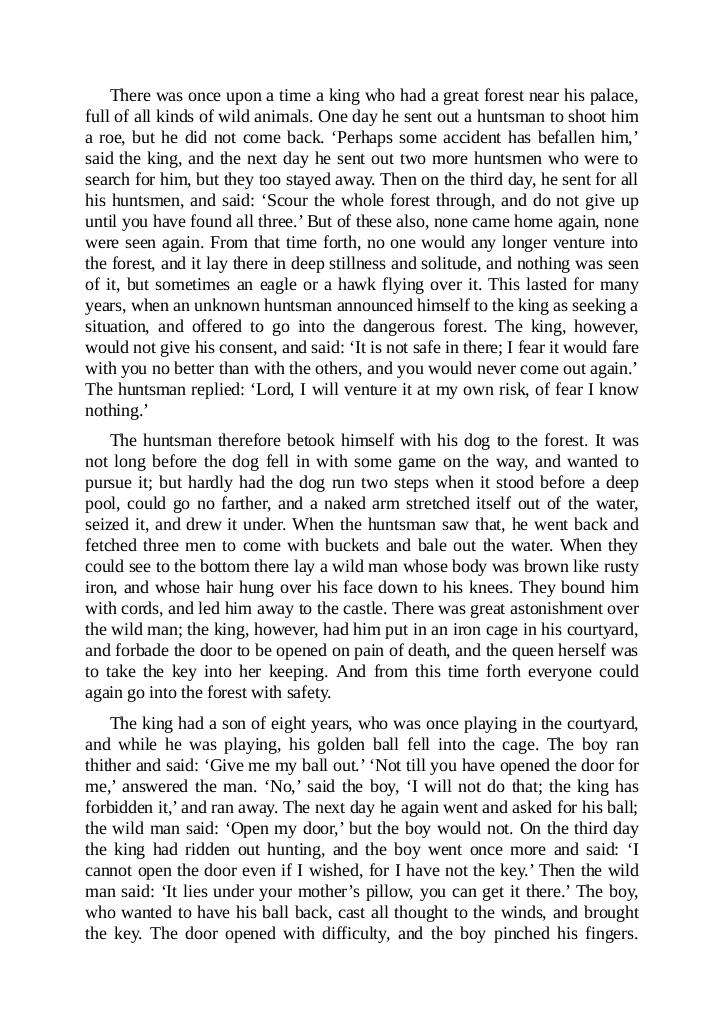 There was once upon a time a king who had a great forest near his palace,
full of all kinds of wild animals. One day he sent out a huntsman to shoot him
a roe, but he did not come back. ‘Perhaps some accident has befallen him,’
said the king, and the next day he sent out two more huntsmen who were to
search for him, but they too stayed away. Then on the third day, he sent for all
his huntsmen, and said: ‘Scour the whole forest through, and do not give up
until you have found all three.’ But of these also, none came home again, none
were seen again. From that time forth, no one would any longer venture into
the forest, and it lay there in deep stillness and solitude, and nothing was seen
of it, but sometimes an eagle or a hawk flying over it. This lasted for many
years, when an unknown huntsman announced himself to the king as seeking a
situation, and offered to go into the dangerous forest. The king, however,
would not give his consent, and said: ‘It is not safe in there; I fear it would fare
with you no better than with the others, and you would never come out again.’
The huntsman replied: ‘Lord, I will venture it at my own risk, of fear I know
nothing.’
The huntsman therefore betook himself with his dog to the forest. It was
not long before the dog fell in with some game on the way, and wanted to
pursue it; but hardly had the dog run two steps when it stood before a deep
pool, could go no farther, and a naked arm stretched itself out of the water,
seized it, and drew it under. When the huntsman saw that, he went back and
fetched three men to come with buckets and bale out the water. When they
could see to the bottom there lay a wild man whose body was brown like rusty
iron, and whose hair hung over his face down to his knees. They bound him
with cords, and led him away to the castle. There was great astonishment over
the wild man; the king, however, had him put in an iron cage in his courtyard,
and forbade the door to be opened on pain of death, and the queen herself was
to take the key into her keeping. And from this time forth everyone could
again go into the forest with safety.
The king had a son of eight years, who was once playing in the courtyard,
and while he was playing, his golden ball fell into the cage. The boy ran
thither and said: ‘Give me my ball out.’ ‘Not till you have opened the door for
me,’ answered the man. ‘No,’ said the boy, ‘I will not do that; the king has
forbidden it,’ and ran away. The next day he again went and asked for his ball;
the wild man said: ‘Open my door,’ but the boy would not. On the third day
the king had ridden out hunting, and the boy went once more and said: ‘I
cannot open the door even if I wished, for I have not the key.’ Then the wild
man said: ‘It lies under your mother’s pillow, you can get it there.’ The boy,
who wanted to have his ball back, cast all thought to the winds, and brought
the key. The door opened with difficulty, and the boy pinched his fingers.